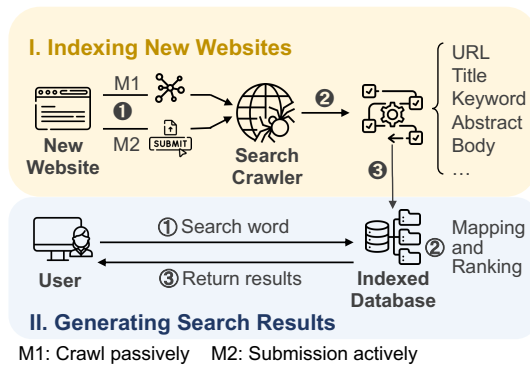 I. Indexing New Websites
M1
❶
M2
SUBMIT
New
Website
Search
Crawler
❷
URL
Title
Keyword
Abstract
Body
...
❸
① Search word
③ Return results
User
Indexed
Database
② Mapping
and
Ranking
II. Generating Search Results
M1: Crawl passively M2: Submission actively